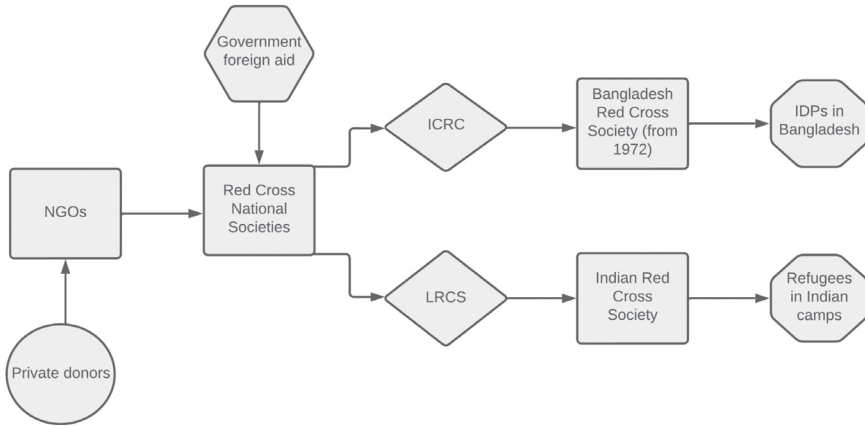 Government
foreign aid
ICRC
Bangladesh
Red Cross
Society (from
1972)
IDPs in
Bangladesh
NGOs
Red Cross
National
Societies
LRCS
Indian Red
Cross
Society
Refugees
in Indian
camps
Private donors